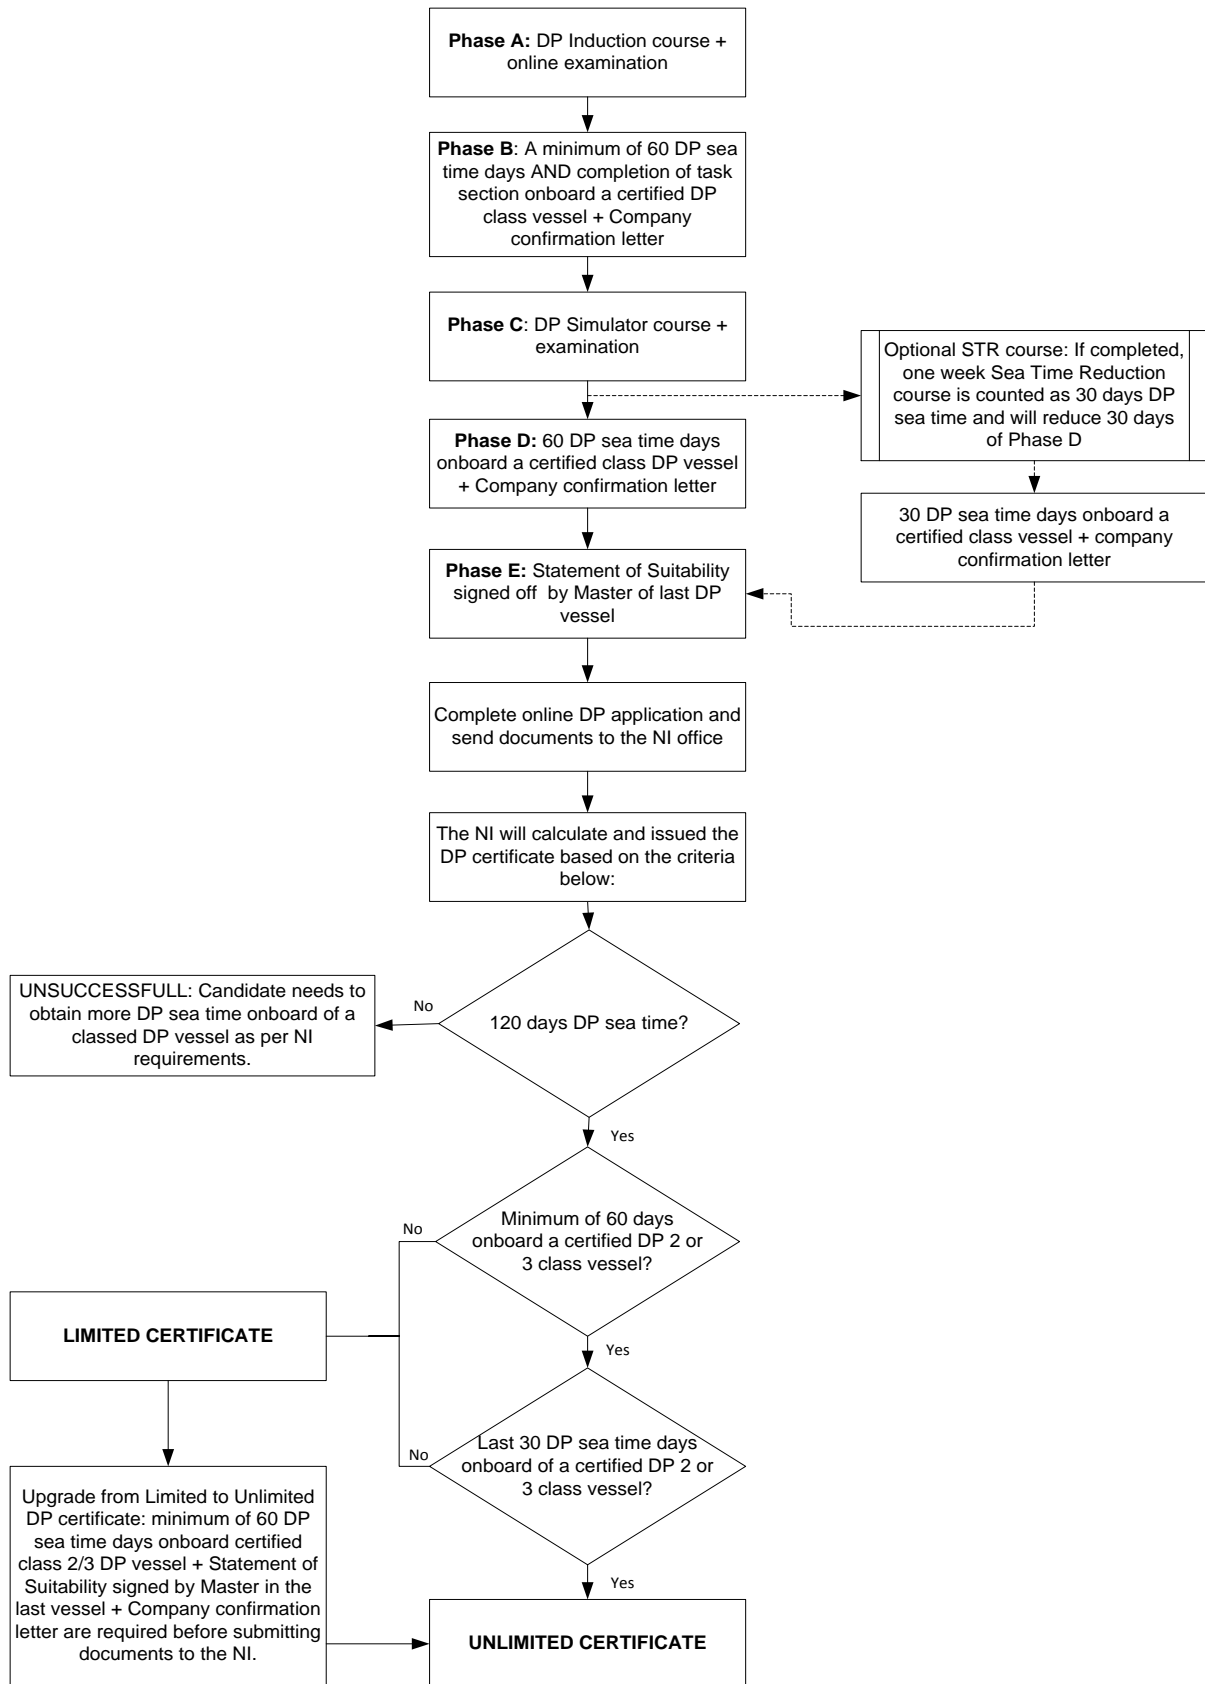 Phase A: DP Induction course +
online examination
Phase B: A minimum of 60 DP sea
time days AND completion of task
section onboard a certified DP
class vessel + Company
confirmation letter
Phase C: DP Simulator course +
examination
Optional STR course: If completed,
one week Sea Time Reduction
course is counted as 30 days DP
sea time and will reduce 30 days
of Phase D
Phase D: 60 DP sea time days
onboard a certified class DP vessel
+ Company confirmation letter
30 DP sea time days onboard a
certified class vessel + company
confirmation letter
Phase E: Statement of Suitability
signed off  by Master of last DP
vessel
Complete online DP application and
send documents to the NI office
The NI will calculate and issued the
DP certificate based on the criteria
below:
120 days DP sea time?
No
UNSUCCESSFULL: Candidate needs to
obtain more DP sea time onboard of a
classed DP vessel as per NI
requirements.
Yes
Minimum of 60 days
onboard a certified DP 2 or
3 class vessel?
No
LIMITED CERTIFICATE
Yes
Last 30 DP sea time days
onboard of a certified DP 2 or
3 class vessel?
No
Upgrade from Limited to Unlimited
DP certificate: minimum of 60 DP
sea time days onboard certified
class 2/3 DP vessel + Statement of
Suitability signed by Master in the
last vessel + Company confirmation
letter are required before submitting
documents to the NI.
Yes
UNLIMITED CERTIFICATE